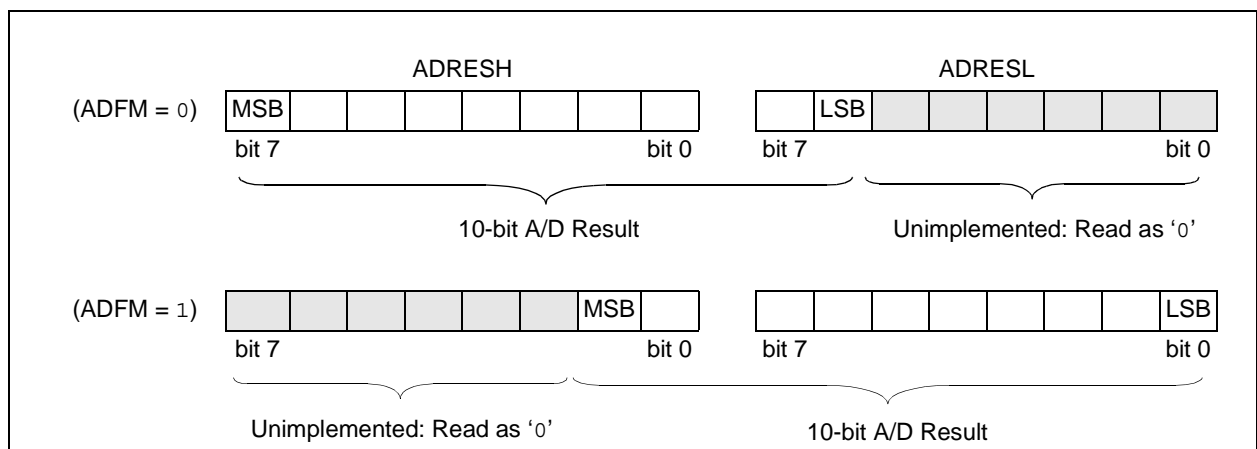 ADRESH ADRESL
(ADFM = 0) MSB LSB
bit 7 bit 0 bit 7 bit 0
10-bit A/D Result Unimplemented: Read as ‘0’
(ADFM = 1) MSB LSB
bit 7 bit 0 bit 7 bit 0
Unimplemented: Read as ‘0’ 10-bit A/D Result